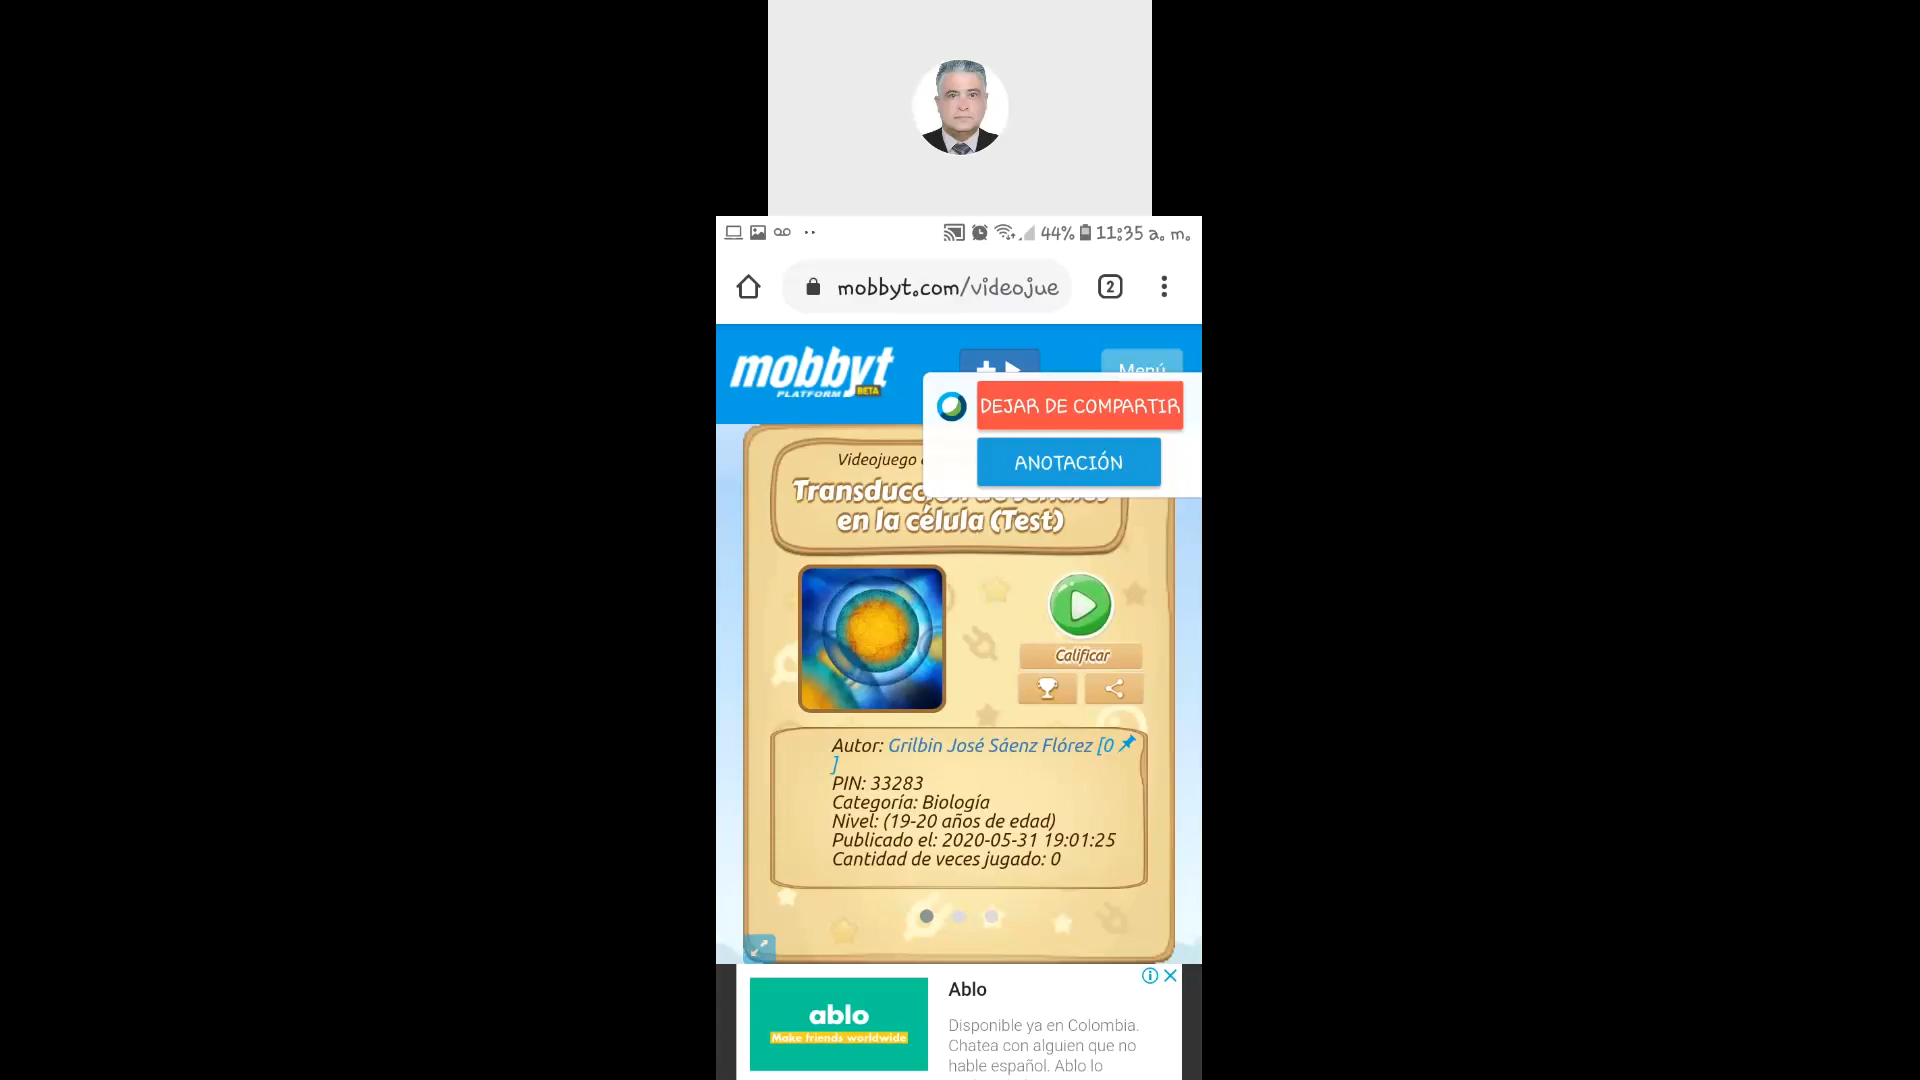 44% 11:35 a. m.
mobbyt.com/videojue
2
mobbyt
PLATFORM BETA
Menú
DEJAR DE COMPARTIR
ANOTACIÓN
Videojuego
en la célula (Test)
Calificar
Autor: Grilbin José Sáenz Flórez [0
]
PIN: 33283
Categoría: Biología
Nivel: (19-20 años de edad)
Publicado el: 2020-05-31 19:01:25
Cantidad de veces jugado: 0
ablo
Make friends worldwide
Ablo
Disponible ya en Colombia.
Chatea con alguien que no
hable español. Ablo lo